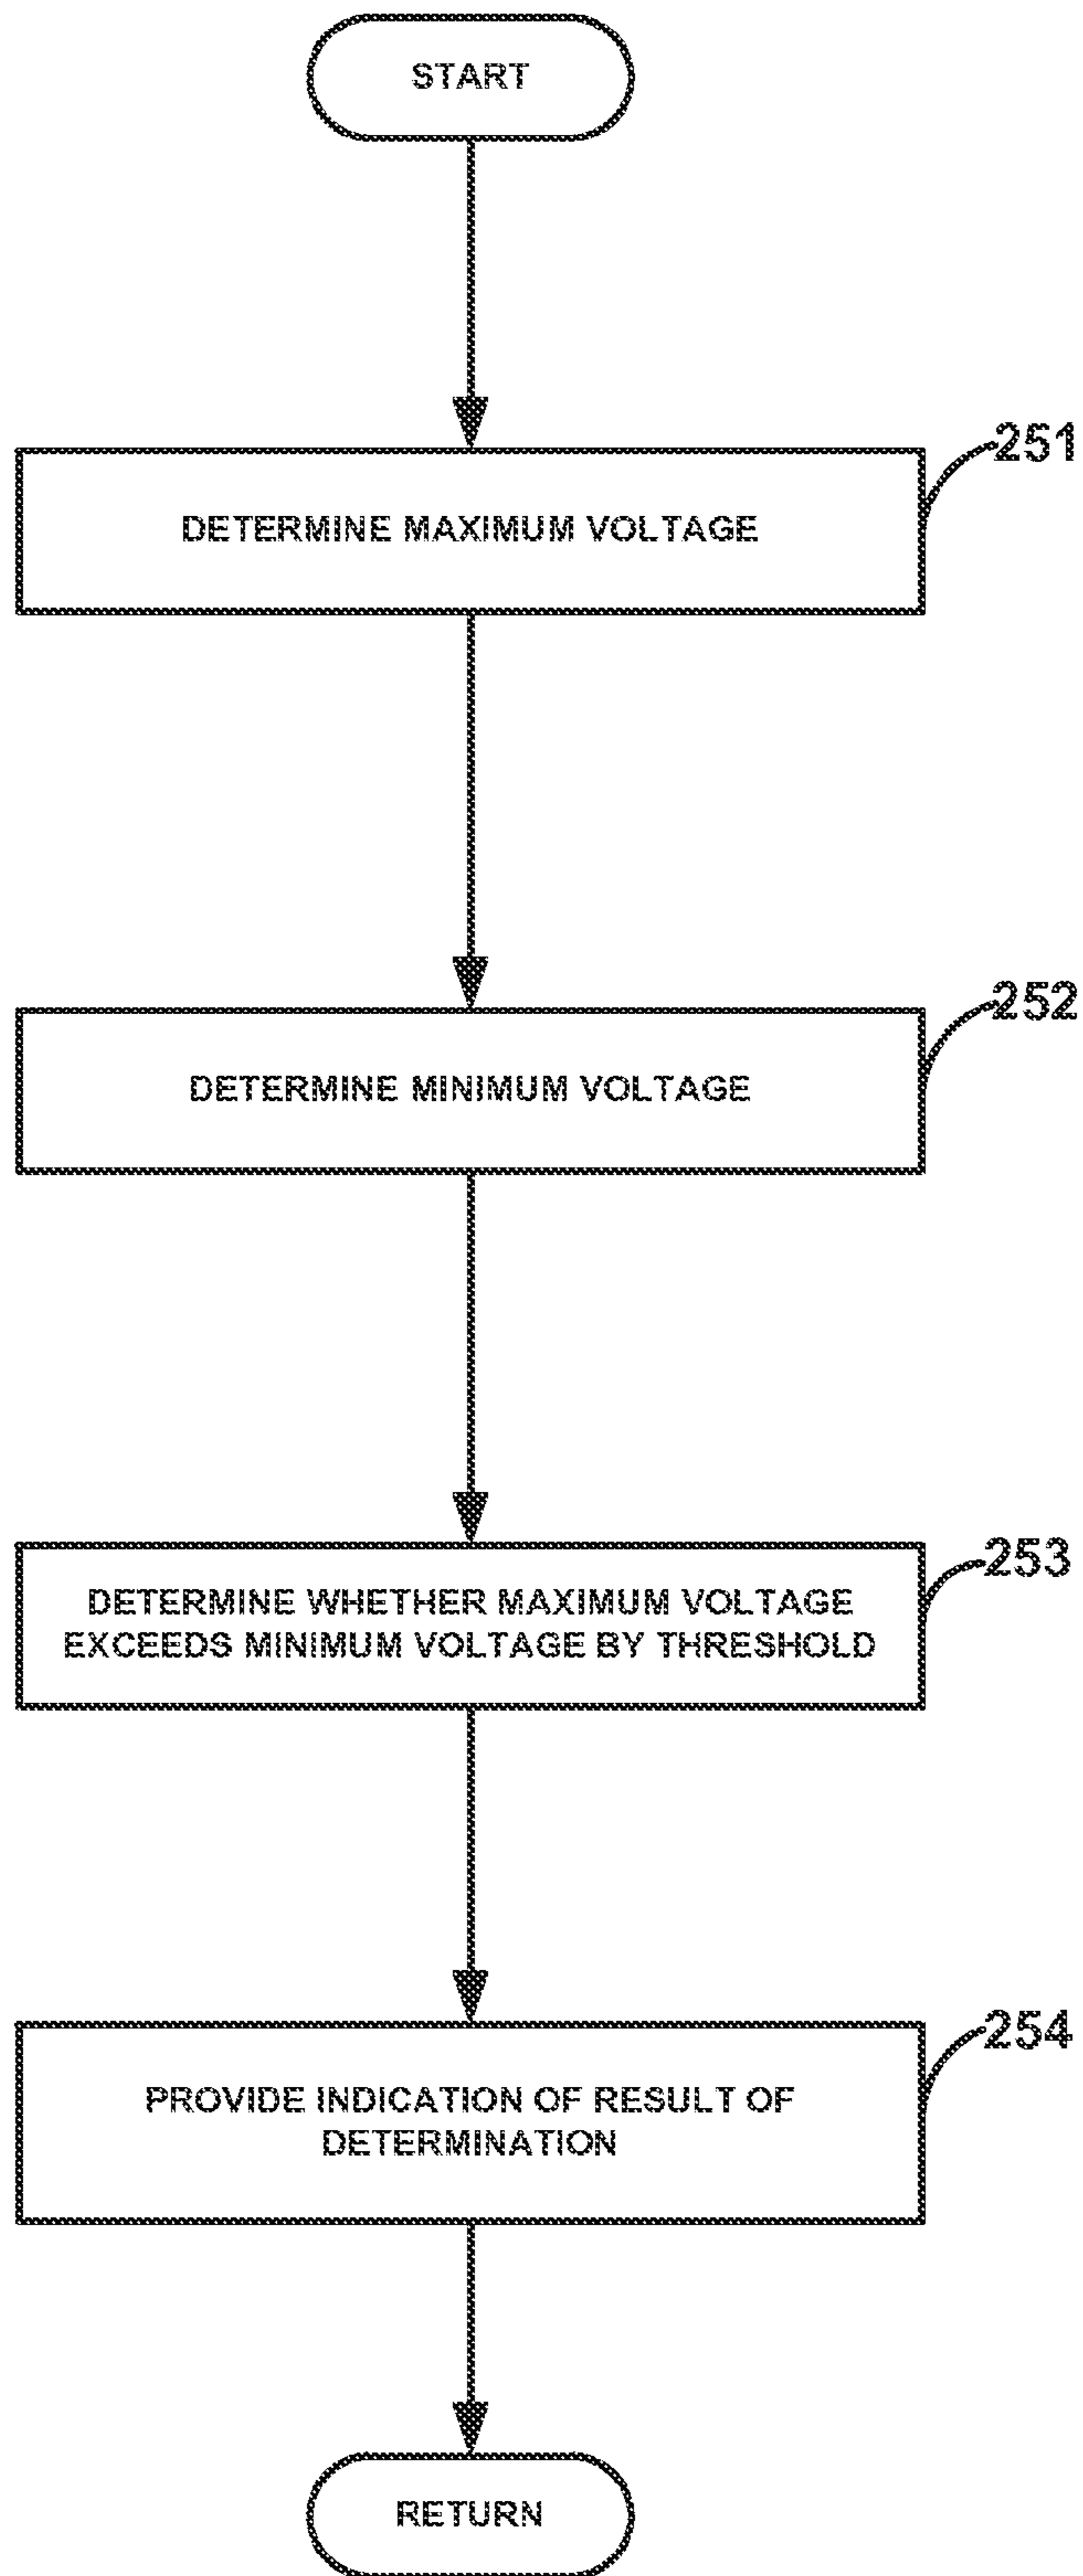 START
251
DETERMINE MAXIMUM VOLTAGE
252
DETERMINE MINIMUM VOLTAGE
253
DETERMINE WHETHER MAXIMUM VOLTAGE
EXCEEDS MINIMUM VOLTAGE BY THRESHOLD
254
PROVIDE INDICATION OF RESULT OF
DETERMINATION
RETURN